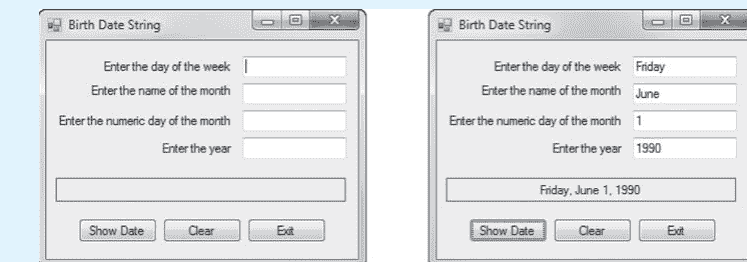 Birth Date String
Enter the day of the week
Enter the name of the month
Enter the numeric day of the month
Enter the year
Show Date Clear Exit
Birth Date String
Enter the day of the week Friday
Enter the name of the month June
Enter the numeric day of the month 1
Enter the year 1990
Friday, June 1, 1990
Show Date Clear Exit